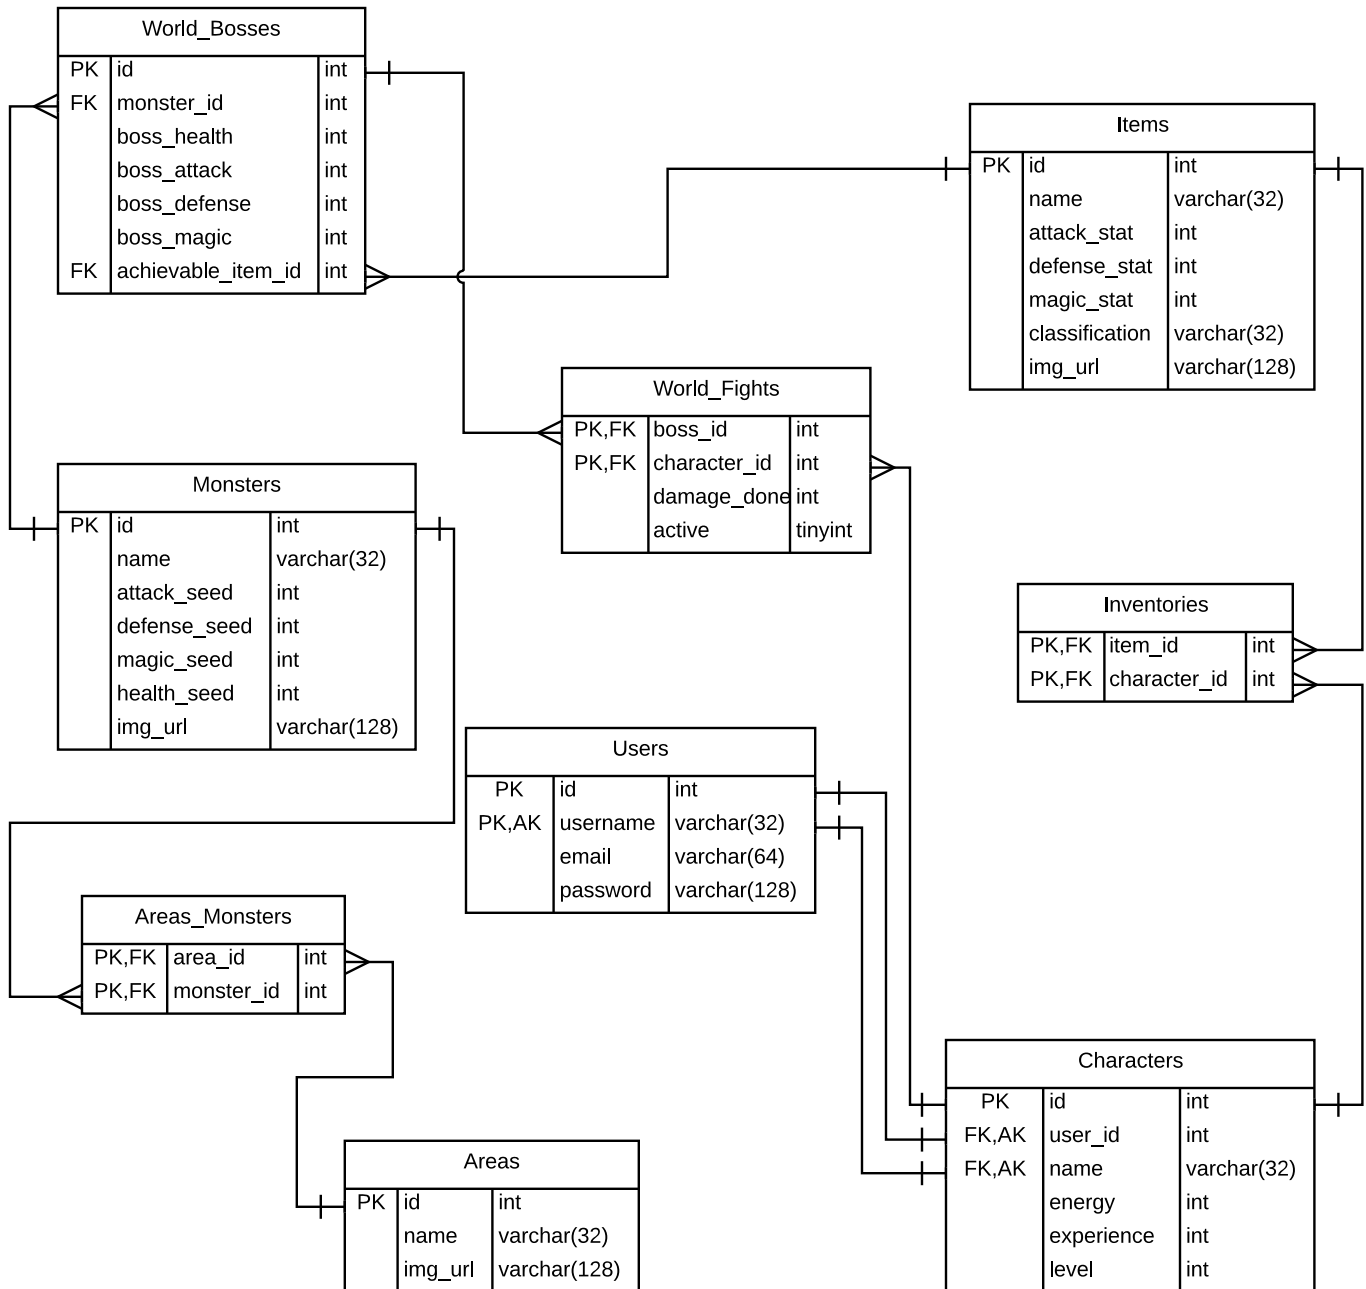 World_Bosses
PK id int
FK monster_id int
boss_health int
boss_attack int
boss_defense int
boss_magic int
FK achievable_item_id int
Items
PK id int
name varchar(32)
attack_stat int
defense_stat int
magic_stat int
classification varchar(32)
img_url varchar(128)
World_Fights
PK,FK boss_id int
PK,FK character_id int
damage_done int
active tinyint
Monsters
PK id int
name varchar(32)
attack_seed int
defense_seed int
magic_seed int
health_seed int
img_url varchar(128)
Inventories
PK,FK item_id int
PK,FK character_id int
Users
PK id int
PK,AK username varchar(32)
email varchar(64)
password varchar(128)
Areas_Monsters
PK,FK area_id int
PK,FK monster_id int
Characters
PK id int
FK,AK user_id int
FK,AK name varchar(32)
energy int
experience int
level int
Areas
PK id int
name varchar(32)
img_url varchar(128)